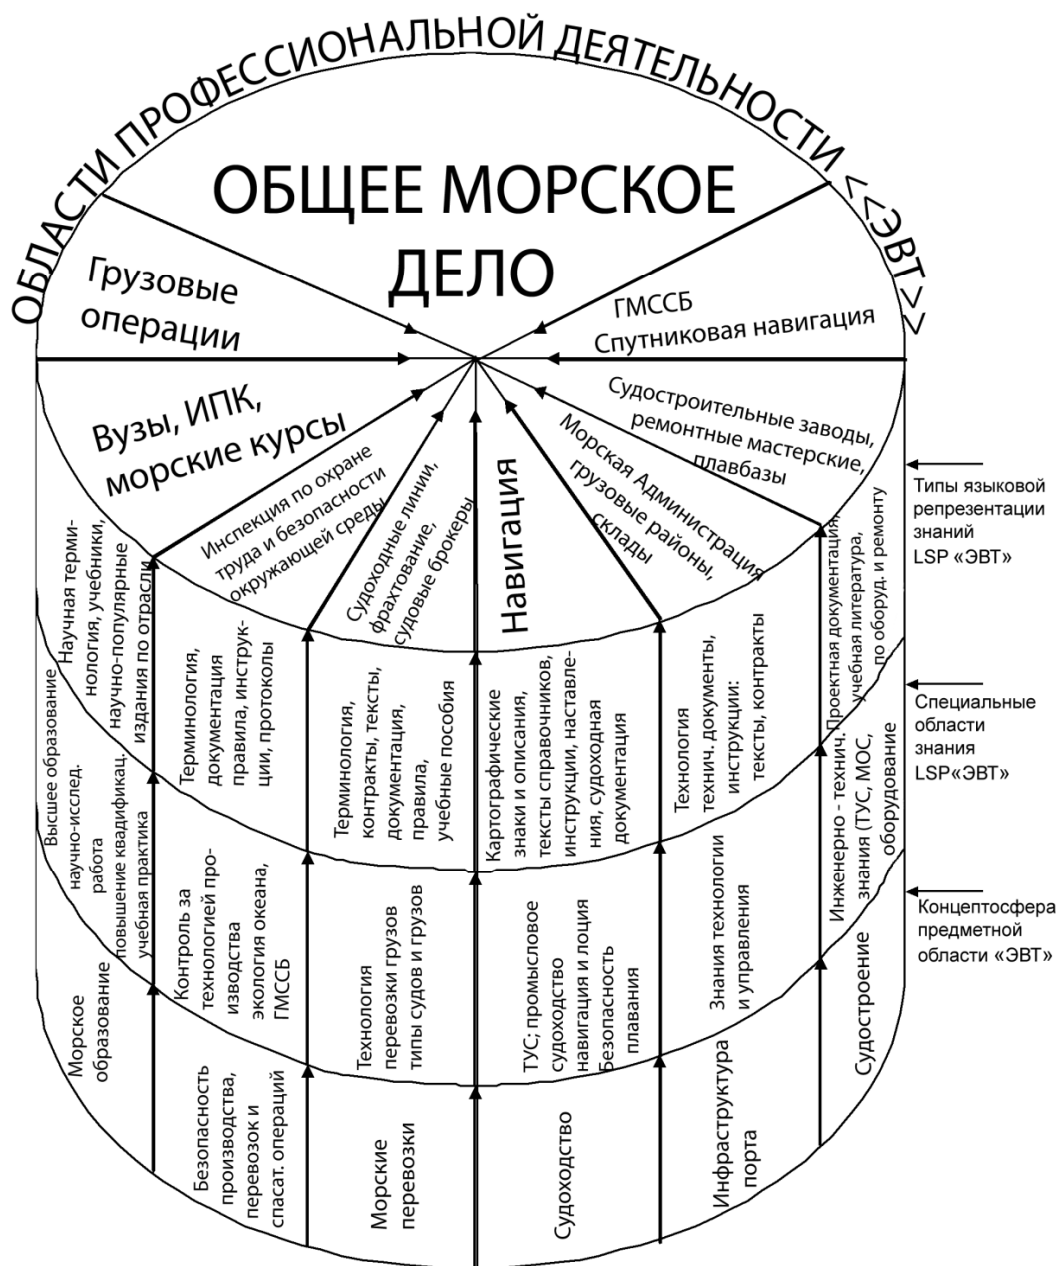 ОБЛАСТИ ПРОФЕССИОНАЛЬНОЙ ДЕЯТЕЛЬНОСТИ <<ЭВТ>>
ОБЩЕЕ МОРСКОЕ
ДЕЛО
Грузовые
операции
ГМССБ
Спутниковая навигация
Вузы, ИПК,
морские курсы
Инспекция по охране
труда и безопасности
окружающей среды
Судоходные линии,
фрахтование,
судовые брокеры
Навигация
Морская Администрация
грузовые районы,
склады
Судостроительные заводы,
ремонтные мастерские,
плавбазы
Типы языковой
репрезентации
знаний
LSP «ЭВТ»
Научная терми-
нология, учебники,
научно-популярные
издания по отрасли
Терминология,
документация
правила, инструк-
ции, протоколы
Терминология,
контракты, тексты,
документация,
правила,
учебные пособия
Картографические
знаки и описания,
тексты справочников,
инструкции, наставле-
ния, судоходная
документация
Технология
технич. документы,
инструкции:
тексты, контракты
Проектная документация,
учебная литература,
по оборуд. и ремонту
Специальные
области
знания
LSP«ЭВТ»
Высшее образование
научно-исслед.
работа
повышение квадификац.
учебная практика
Контроль за
технологией про-
изводства
экология океана,
ГМССБ
Технология
перевозки грузов
типы судов и грузов
ТУС; промысловое
судоходство
навигация и лоция
Безопасность
плавания
Знания технологии
и управления
Инженерно - технич.
знания (ТУС, МОС,
оборудование
Концептосфера
предметной
области «ЭВТ»
Морское
образование
Безопасность
производства,
перевозок и
спасат. операций
Морские
перевозки
Судоходство
Инфраструктура
порта
Судостроение